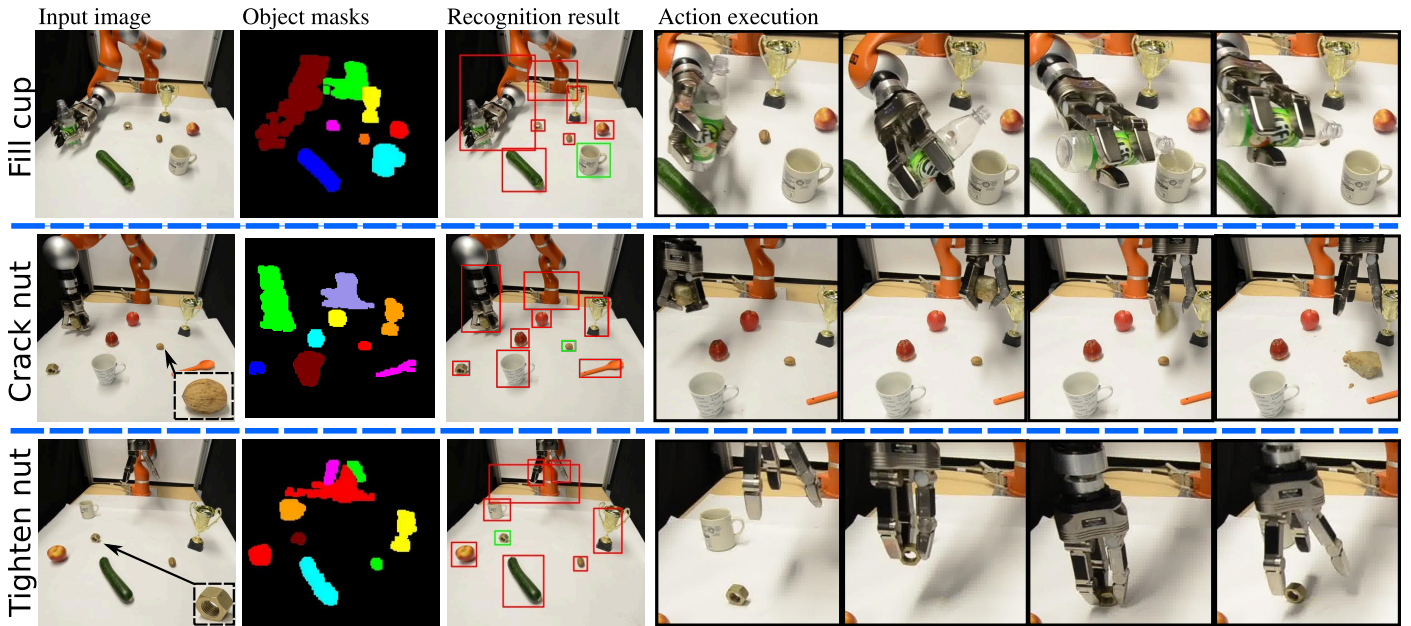 Input image
Object masks
Recognition result
Action execution
Fill cup
Crack nut
Tighten nut